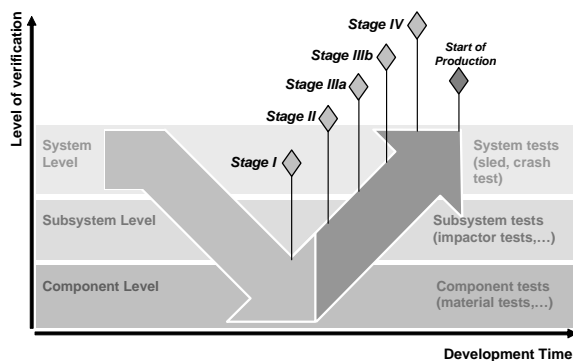 Level of verification
Stage IV
Stage IIIb
Start of
Production
Stage IIIa
Stage II
Stage I
System
Level
System tests
(sled, crash
test)
Subsystem Level
Subsystem tests
(impactor tests,...)
Component Level
Component tests
(material tests,...)
Development Time